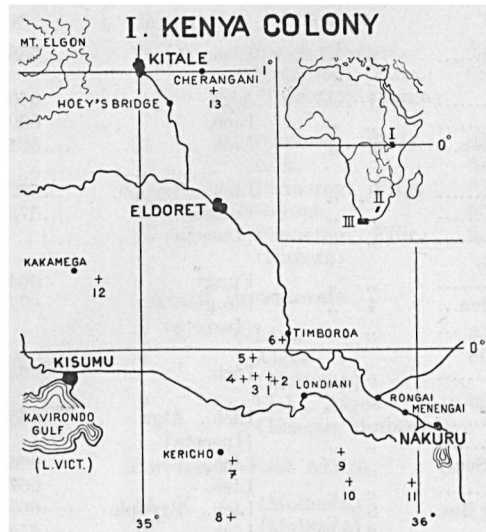 I. KENYA COLONY
MT. ELGON
KITALE
CHERANGANI
1°
13
HOEY'S BRIDGE
I
0°
II
III
ELDORET
KAKAMEGA
12
6
TIMBOROA
0°
5
KISUMU
4 3 2
LONDIANI
KAVIRONDO
GULF
RONGAI
MENENGAI
NAKURU
(L.VICT.)
KERICHO
7
9
10
11
35°
8
36°